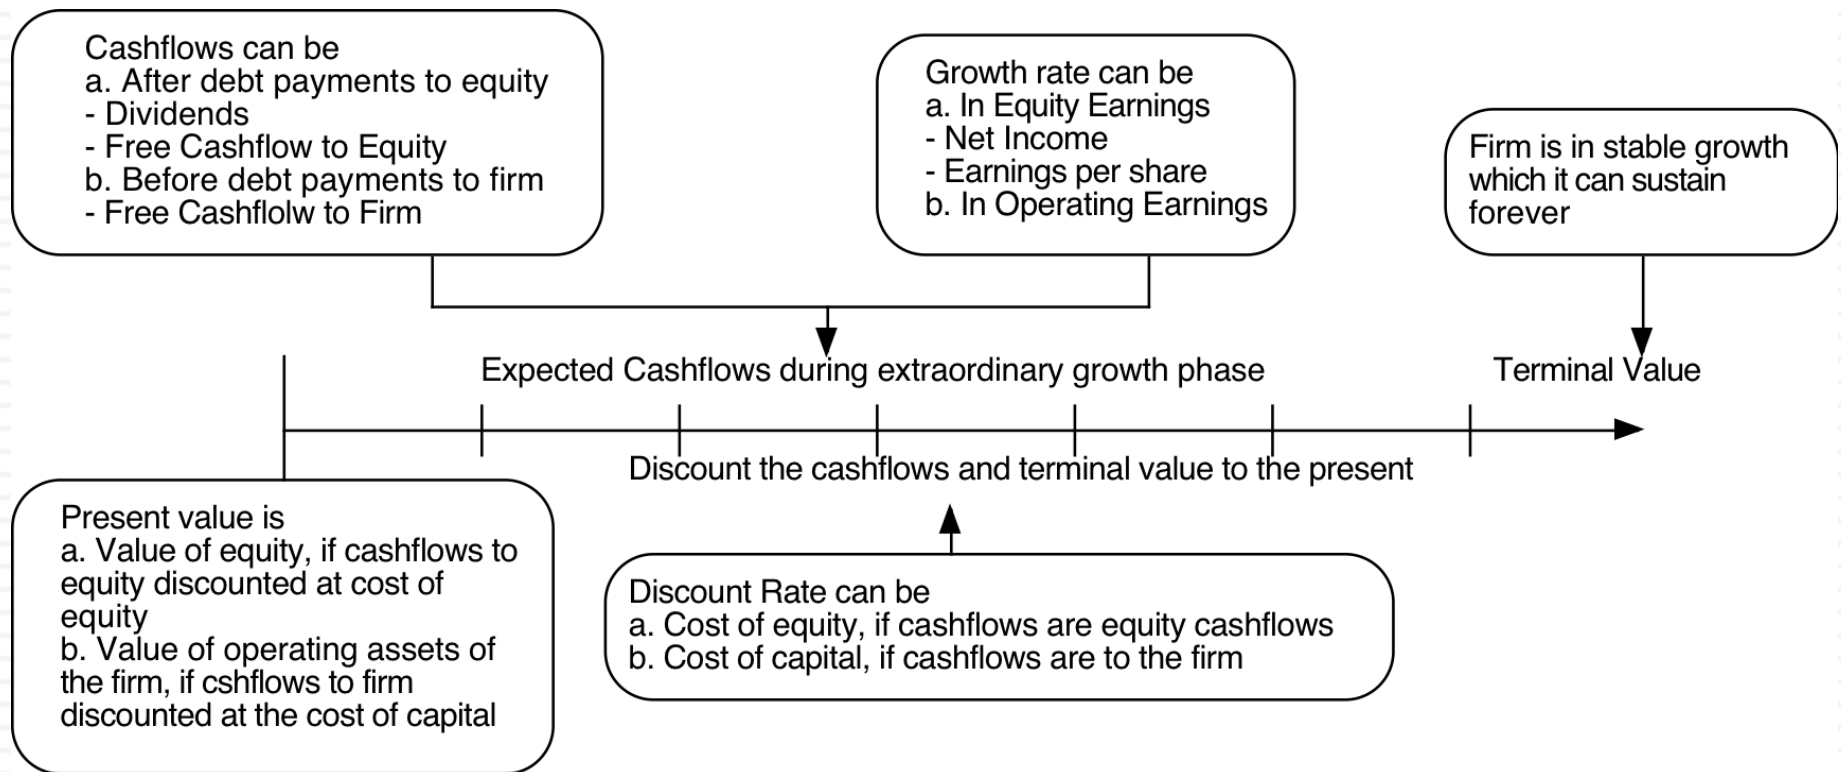 Cashflows can be
a. After debt payments to equity
- Dividends
- Free Cashflow to Equity
b. Before debt payments to firm
- Free Cashflolw to Firm
Growth rate can be
a. In Equity Earnings
- Net Income
- Earnings per share
b. In Operating Earnings
Firm is in stable growth
which it can sustain
forever
Expected Cashflows during extraordinary growth phase
Terminal Value
Discount the cashflows and terminal value to the present
Present value is
a. Value of equity, if cashflows to
equity discounted at cost of
equity
b. Value of operating assets of
the firm, if cshflows to firm
discounted at the cost of capital
Discount Rate can be
a. Cost of equity, if cashflows are equity cashflows
b. Cost of capital, if cashflows are to the firm